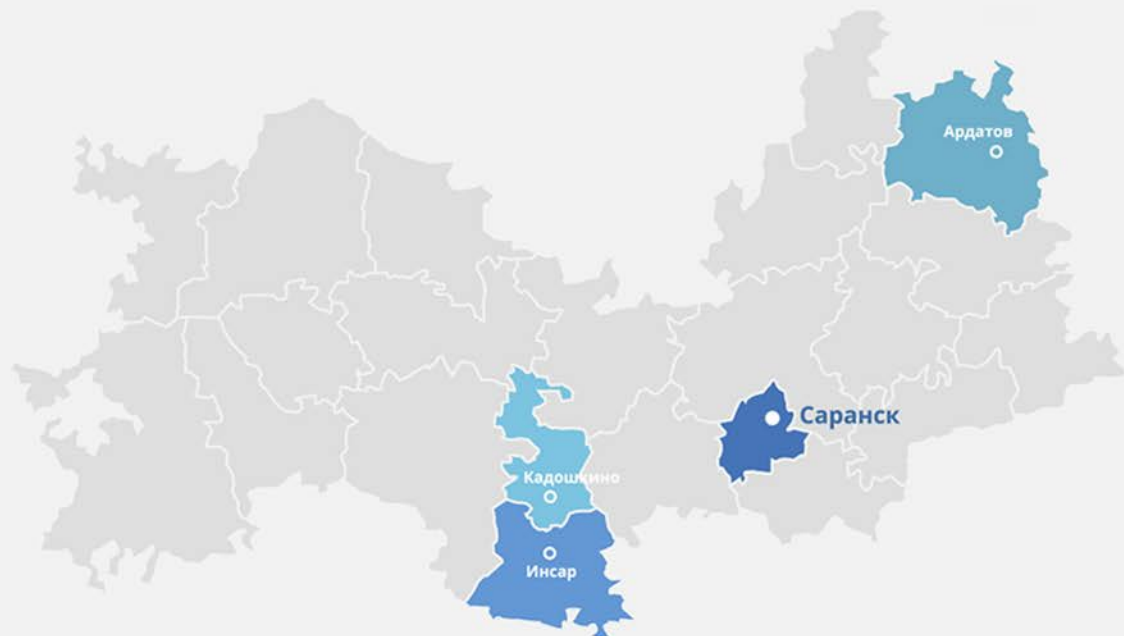 Ардатов
Саранск
Кадошкино
Инсар